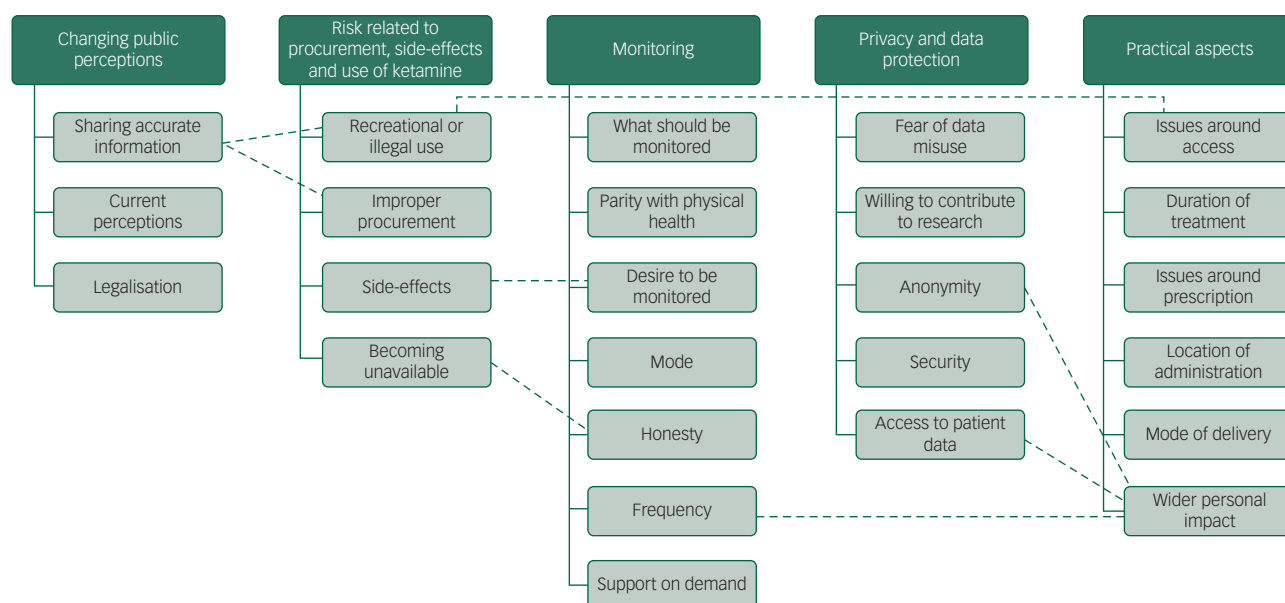 Changing public
perceptions
Sharing accurate
information
Current
perceptions
Legalisation
Risk related to
procurement, side-effects
and use of ketamine
Recreational or
illegal use
Improper
procurement
Side-effects
Becoming
unavailable
Monitoring
What should be
monitored
Parity with physical
health
Desire to be
monitored
Mode
Honesty
Frequency
Support on demand
Privacy and data
protection
Fear of data
misuse
Willing to contribute
to research
Anonymity
Security
Access to patient
data
Practical aspects
Issues around
access
Duration of
treatment
Issues around
prescription
Location of
administration
Mode of delivery
Wider personal
impact